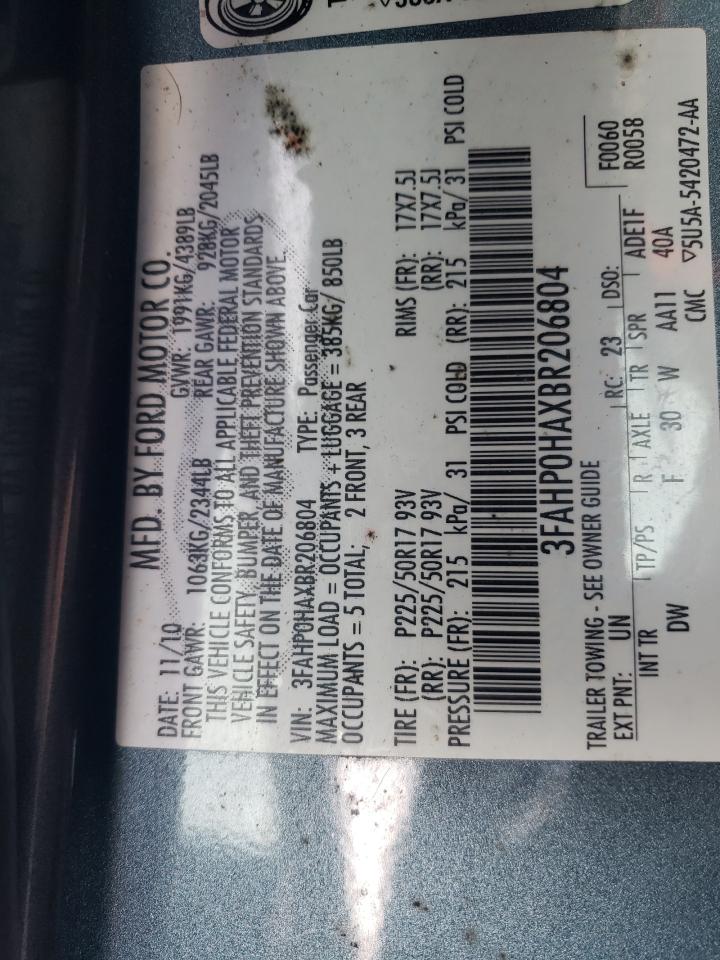 MFD. BY FORD MOTOR CO.
DATE: 11/10 GVWR: 1991KG/4389LB
FRONT GAWR: 1063KG/2344LB REAR GAWR: 928KG/2045LB
THIS VEHICLE CONFORMS TO ALL APPLICABLE FEDERAL MOTOR
VEHICLE SAFETY, BUMPER, AND THEFT PREVENTION STANDARDS
IN EFFECT ON THE DATE OF MANUFACTURE SHOWN ABOVE.
VIN: 3FAHP0HAXBR206804 TYPE: Passenger Car
MAXIMUM LOAD = OCCUPANTS + LUGGAGE = 385KG/ 850LB
OCCUPANTS = 5 TOTAL, 2 FRONT, 3 REAR
TIRE (FR): P225/50R17 93V RIMS (FR): 17X7.5J
(RR): P225/50R17 93V (RR): 17X7.5J
PRESSURE (FR): 215 kPa/ 31 PSI COLD (RR): 215 kPa/ 31 PSI COLD
3FAHP0HAXBR206804
TRAILER TOWING - SEE OWNER GUIDE F0060
EXT PNT: UN RC: 23 DSO: R0058
INT TR TP/PS R AXLE TR SPR ADE1F
DW F 30 W AA11 40A
CMC ▽5U5A-5420472-AA